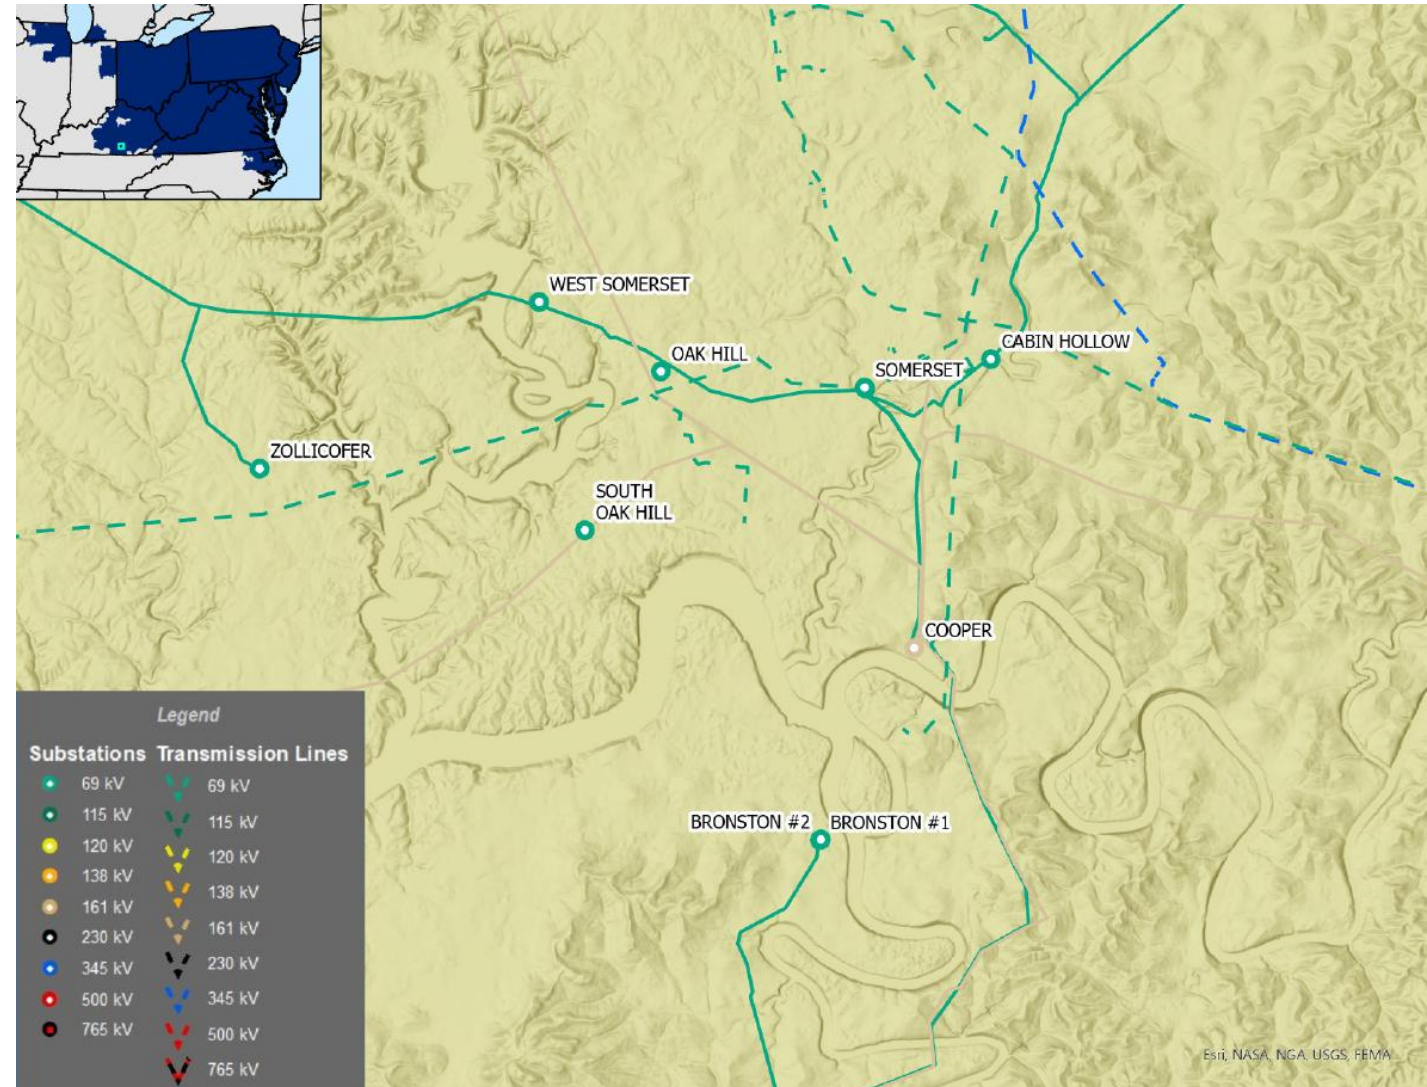 WEST SOMERSET
OAK HILL
CABIN HOLLOW
SOMERSET
ZOLLICOFER
SOUTH
OAK HILL
COOPER
BRONSTON #2 BRONSTON #1
Legend
Substations Transmission Lines
69 kV 69 kV
115 kV 115 kV
120 kV 120 kV
138 kV 138 kV
161 kV 161 kV
230 kV 230 kV
345 kV 345 kV
500 kV 500 kV
765 kV 765 kV
Esri, NASA, NGA, USGS, FEMA